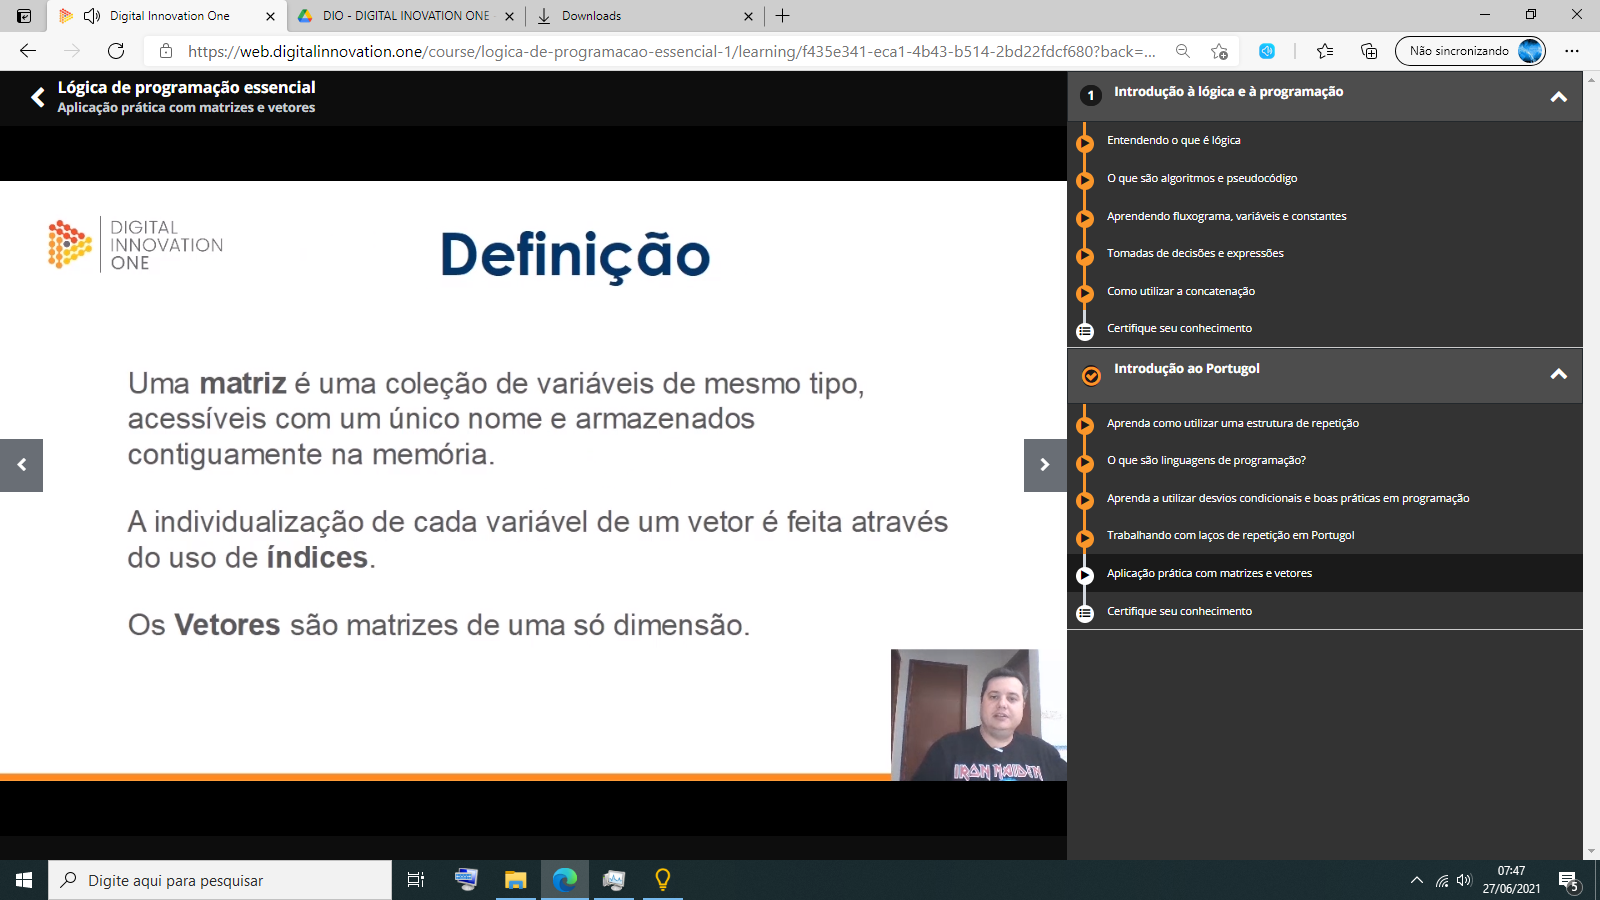 Digital Innovation One
DIO - DIGITAL INOVATION ONE
Downloads
https://web.digitalinnovation.one/course/logica-de-programacao-essencial-1/learning/f435e341-eca1-4b43-b514-2bd22fdcf680?back=...
Não sincronizando
Lógica de programação essencial
Aplicação prática com matrizes e vetores
DIGITAL
INNOVATION
ONE
Definição
Uma matriz é uma coleção de variáveis de mesmo tipo,
acessíveis com um único nome e armazenados
contiguamente na memória.
A individualização de cada variável de um vetor é feita através
do uso de índices.
Os Vetores são matrizes de uma só dimensão.
IRON MAIDEN
1
Introdução à lógica e à programação
Entendendo o que é lógica
O que são algoritmos e pseudocódigo
Aprendendo fluxograma, variáveis e constantes
Tomadas de decisões e expressões
Como utilizar a concatenação
Certifique seu conhecimento
Introdução ao Portugol
Aprenda como utilizar uma estrutura de repetição
O que são linguagens de programação?
Aprenda a utilizar desvios condicionais e boas práticas em programação
Trabalhando com laços de repetição em Portugol
Aplicação prática com matrizes e vetores
Certifique seu conhecimento
Digite aqui para pesquisar
07:47
27/06/2021
5